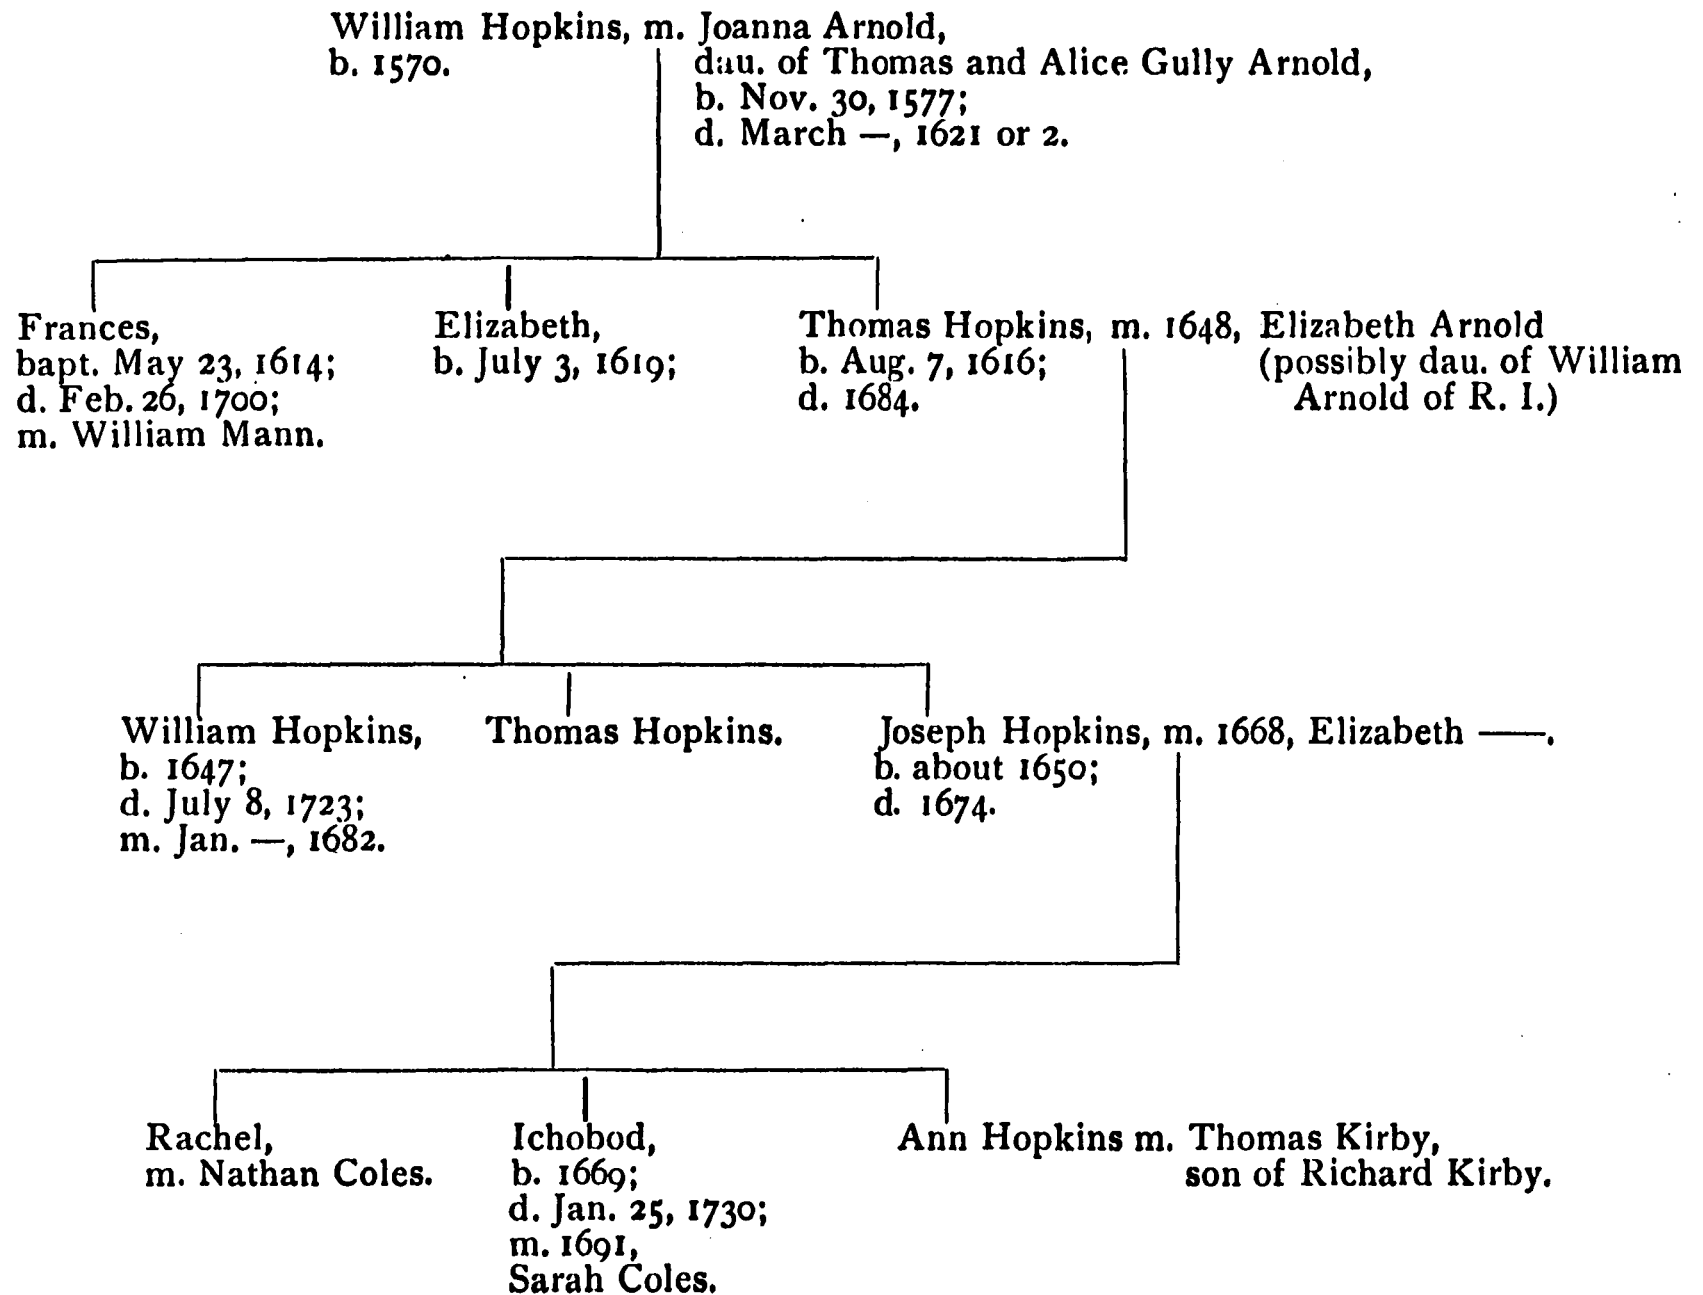 William Hopkins, m. Joanna Arnold,
b. 1570.
dau. of Thomas and Alice Gully Arnold,
b. Nov. 30, 1577;
d. March —, 1621 or 2.
Frances,
bapt. May 23, 1614;
d. Feb. 26, 1700;
m. William Mann.
Elizabeth,
b. July 3, 1619;
Thomas Hopkins, m. 1648, Elizabeth Arnold
b. Aug. 7, 1616;
d. 1684.
(possibly dau. of William
Arnold of R. I.)
William Hopkins,
b. 1647;
d. July 8, 1723;
m. Jan. —, 1682.
Thomas Hopkins.
Joseph Hopkins, m. 1668, Elizabeth ——.
b. about 1650;
d. 1674.
Rachel,
m. Nathan Coles.
Ichobod,
b. 1669;
d. Jan. 25, 1730;
m. 1691,
Sarah Coles.
Ann Hopkins m. Thomas Kirby,
son of Richard Kirby.